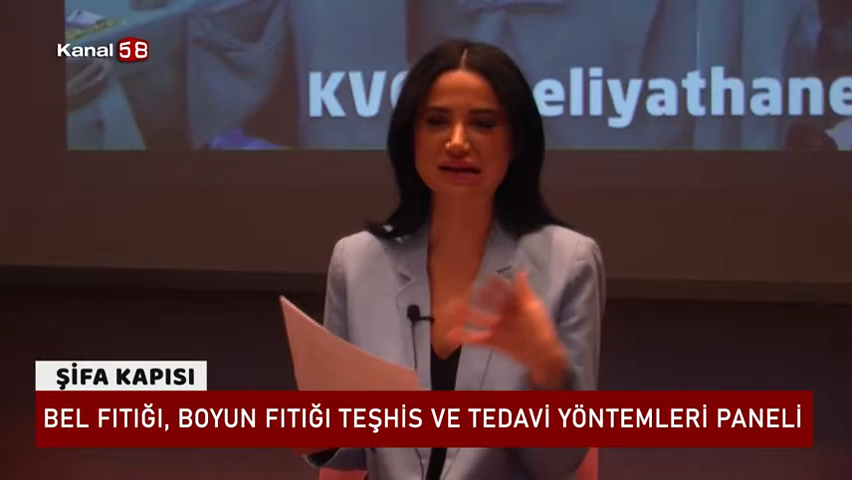 Kanal 58
ŞİFA KAPISI
BEL FITIĞI, BOYUN FITIĞI TEŞHİS VE TEDAVİ YÖNTEMLERİ PANELİ